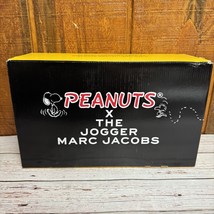 PEANUTS®
X
THE
JOGGER
MARC JACOBS